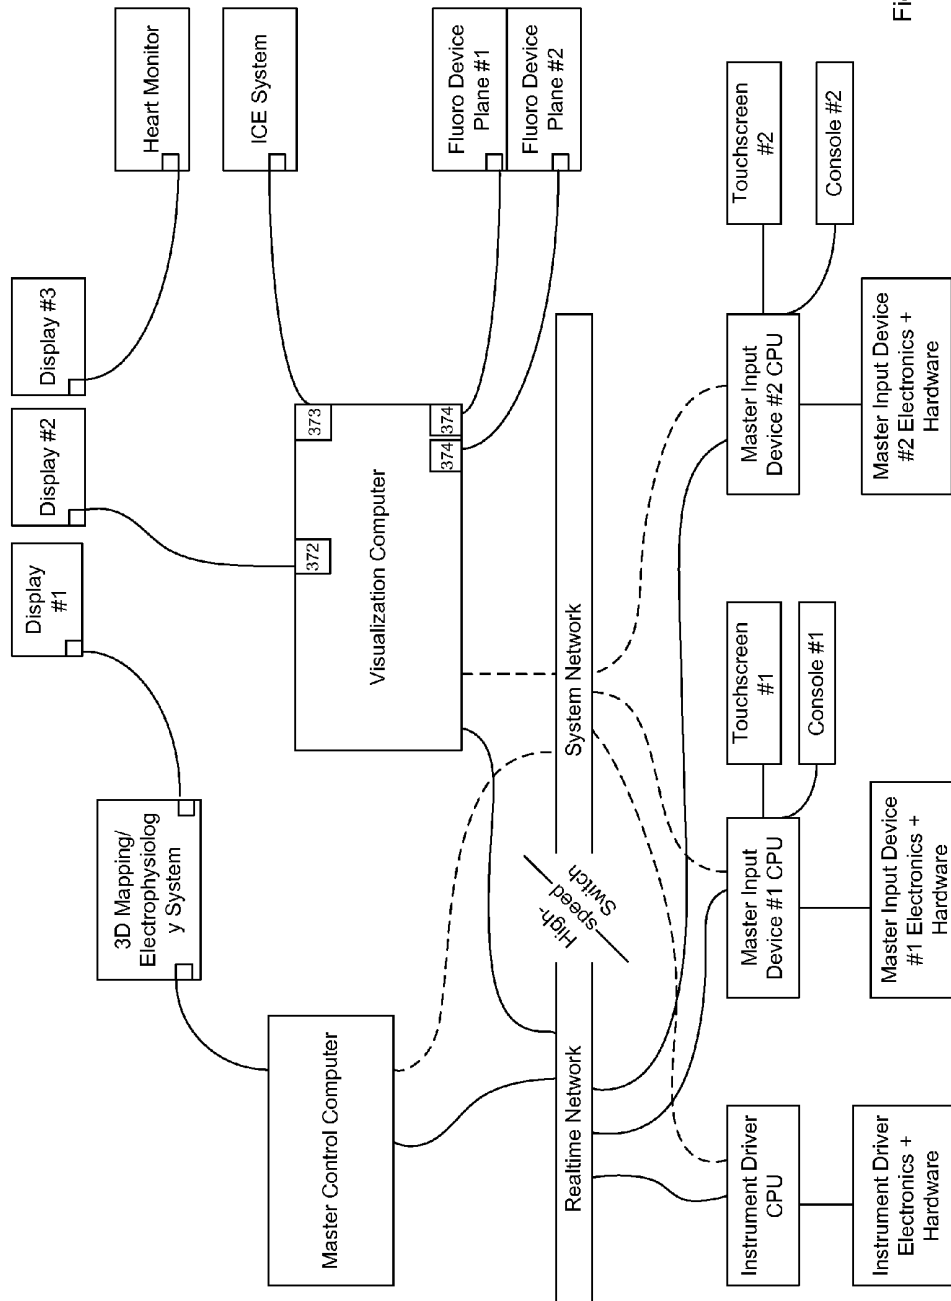 Display
#1
Display #2
Display #3
3D Mapping/
Electrophysiolog
y System
Heart Monitor
ICE System
Master Control Computer
372
373
Visualization Computer
374
374
Fluoro Device
Plane #1
Fluoro Device
Plane #2
Realtime Network
High-
speed
Switch
System Network
Instrument Driver
CPU
Master Input
Device #1 CPU
Touchscreen
#1
Console #1
Master Input
Device #2 CPU
Touchscreen
#2
Console #2
Instrument Driver
Electronics +
Hardware
Master Input Device
#1 Electronics +
Hardware
Master Input Device
#2 Electronics +
Hardware